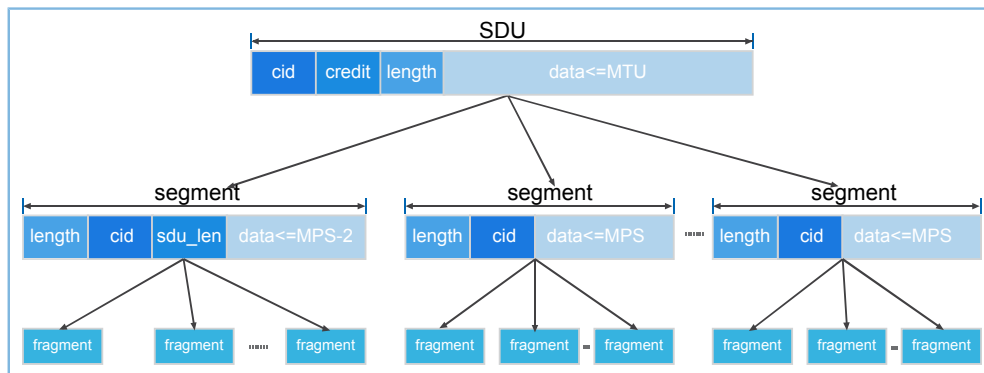 SDU
cid credit length data<=MTU
segment segment segment
length cid sdu_len data<=MPS-2 length cid data<=MPS length cid data<=MPS
fragment fragment fragment fragment fragment fragment fragment fragment fragment